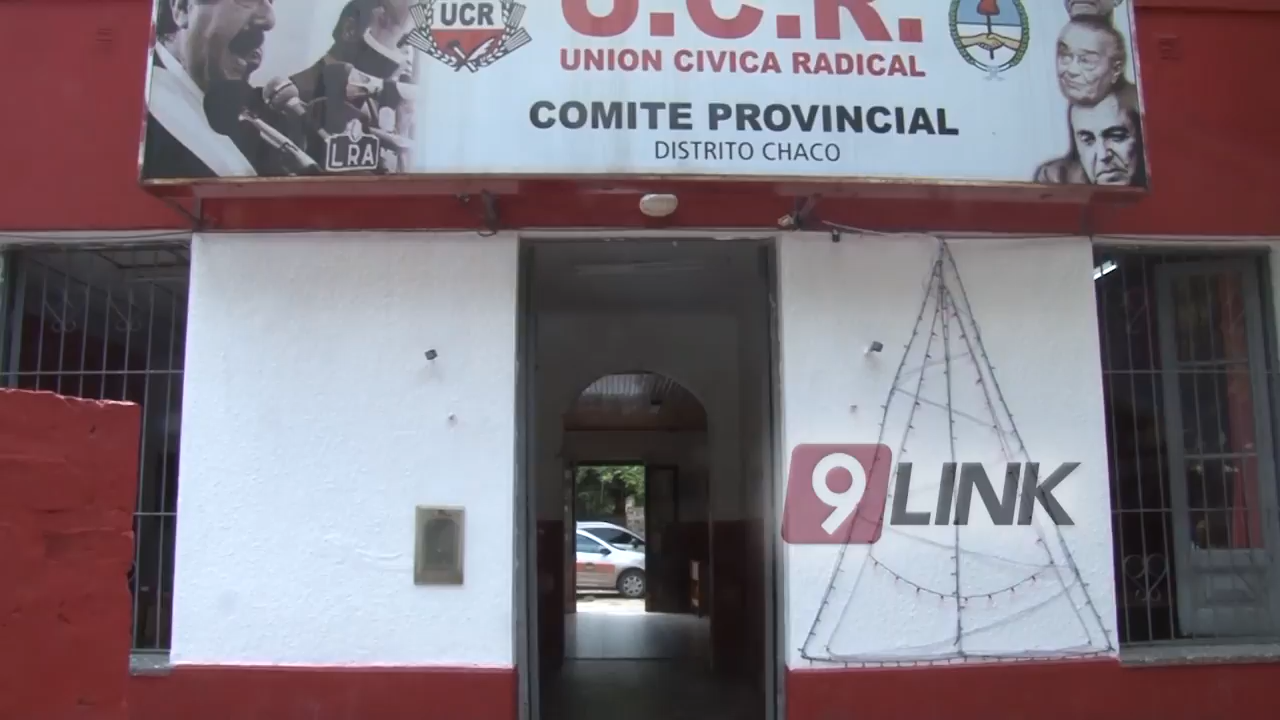 UCR
U.C.R.
UNION CIVICA RADICAL
COMITE PROVINCIAL
DISTRITO CHACO
LRA
9 LINK